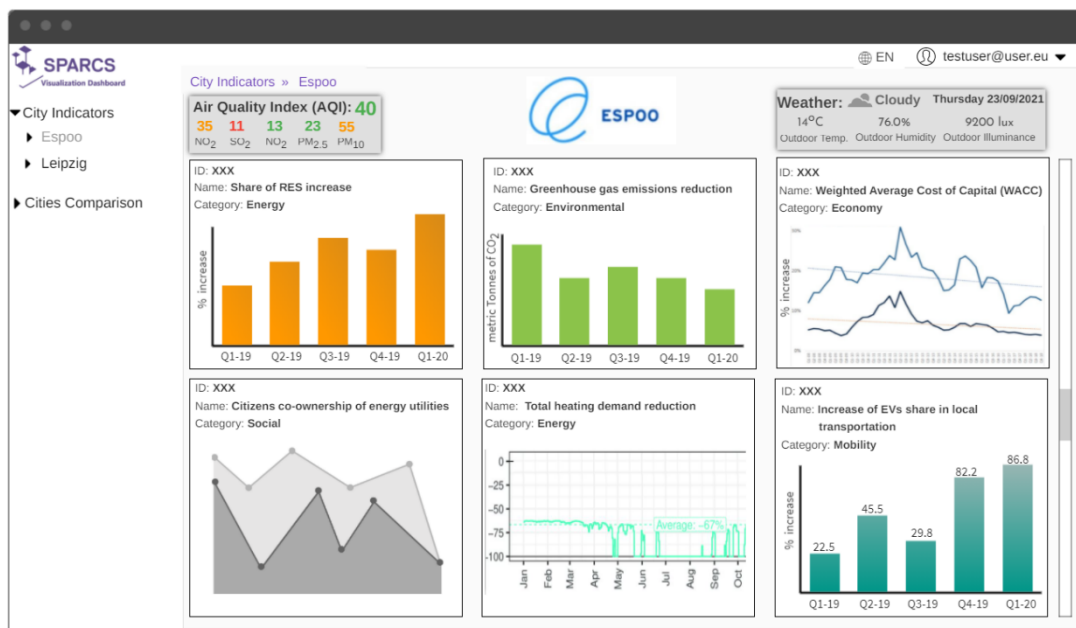 SPARCS
Visualization Dashboard
EN
testuser@user.eu
City Indicators
Espoo
Leipzig
Cities Comparison
City Indicators » Espoo
Air Quality Index (AQI): 40
35 11 13 23 55
NO2 SO2 NO2 PM2.5 PM10
ESPOO
Weather: Cloudy Thursday 23/09/2021
14°C 76.0% 9200 lux
Outdoor Temp. Outdoor Humidity Outdoor Illuminance
ID: XXX
Name: Share of RES increase
Category: Energy
% increase
Q1-19 Q2-19 Q3-19 Q4-19 Q1-20
ID: XXX
Name: Greenhouse gas emissions reduction
Category: Environmental
metric Tonnes of CO2
Q1-19 Q2-19 Q3-19 Q4-19 Q1-20
ID: XXX
Name: Weighted Average Cost of Capital (WACC)
Category: Economy
% increase
ID: XXX
Name: Citizens co-ownership of energy utilities
Category: Social
ID: XXX
Name: Total heating demand reduction
Category: Energy
0
-25
-50
-75
-100
Average: -67%
Jan Feb Mar Apr May Jun Jul Aug Sep Oct
ID: XXX
Name: Increase of EVs share in local
transportation
Category: Mobility
% increase
22.5 45.5 29.8 82.2 86.8
Q1-19 Q2-19 Q3-19 Q4-19 Q1-20